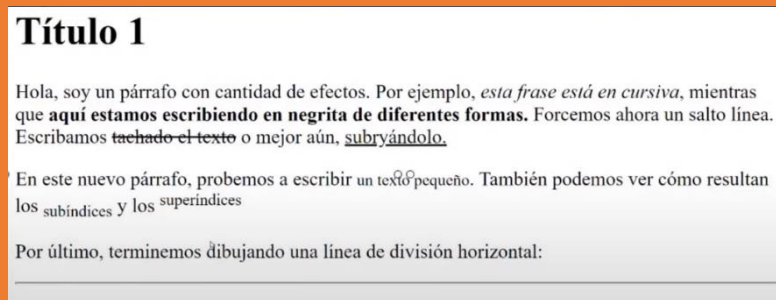 Título 1
Hola, soy un párrafo con cantidad de efectos. Por ejemplo, esta frase está en cursiva, mientras
que aquí estamos escribiendo en negrita de diferentes formas. Forcemos ahora un salto línea.
Escribamos tachado el texto o mejor aún, subryándolo.
En este nuevo párrafo, probemos a escribir un texto pequeño. También podemos ver cómo resultan
los subíndices y los superíndices
Por último, terminemos dibujando una línea de división horizontal: